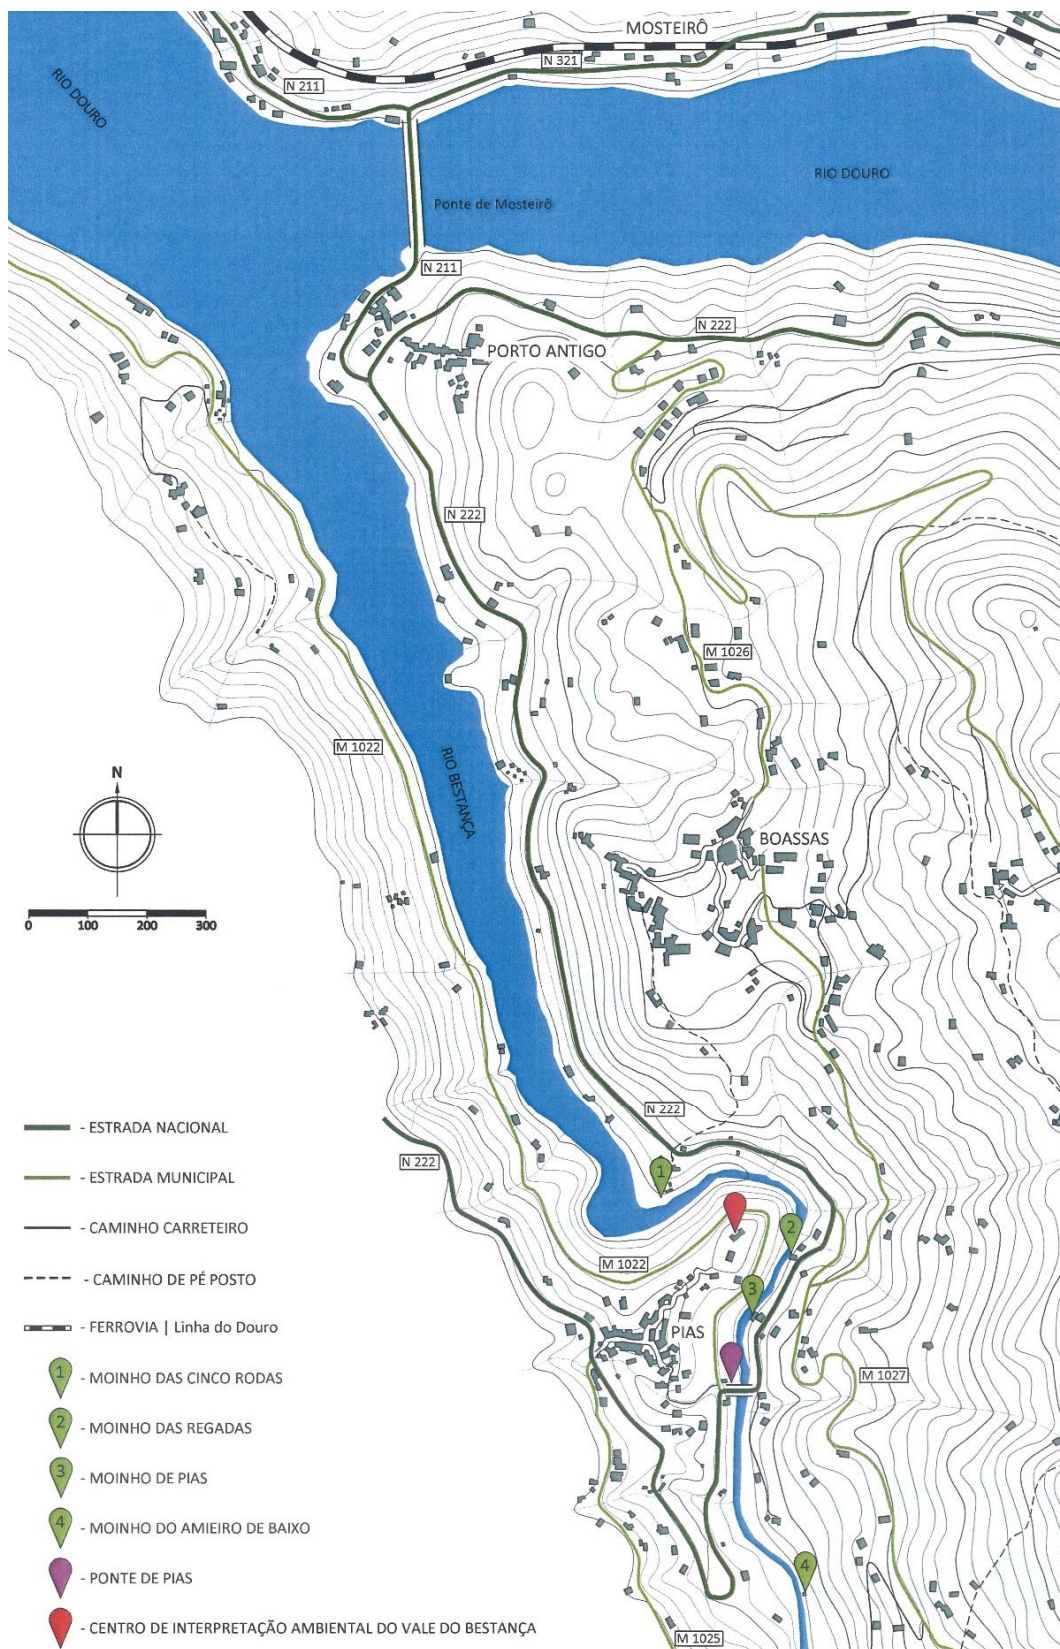 MOSTEIRÔ
N 321
N 211
RIO DOURO
RIO DOURO
Ponte de Mosteirô
N 211
N 222
PORTO ANTIGO
N 222
M 1026
M 1022
RIO BESTANÇA
N
BOASSAS
0 100 200 300
N 222
N 222
1
2
M 1022
3
PIAS
M 1027
4
M 1025
- ESTRADA NACIONAL
- ESTRADA MUNICIPAL
- CAMINHO CARRETEIRO
- CAMINHO DE PÉ POSTO
- FERROVIA | Linha do Douro
1 - MOINHO DAS CINCO RODAS
2 - MOINHO DAS REGADAS
3 - MOINHO DE PIAS
4 - MOINHO DO AMIEIRO DE BAIXO
- PONTE DE PIAS
- CENTRO DE INTERPRETAÇÃO AMBIENTAL DO VALE DO BESTANÇA